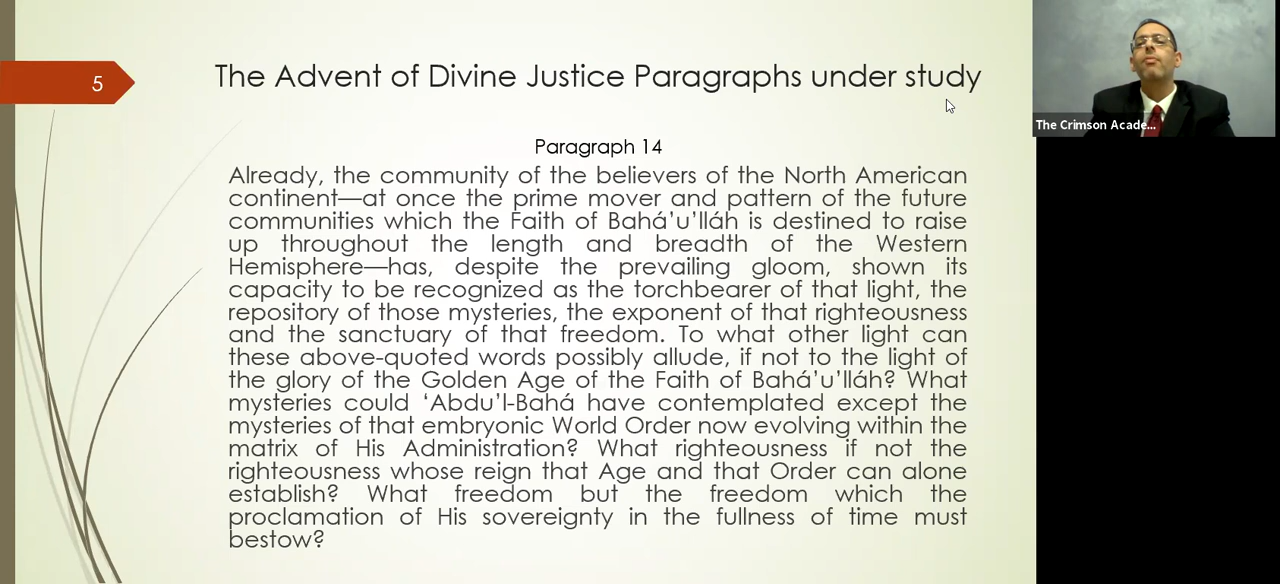 5
The Advent of Divine Justice Paragraphs under study
The Crimson Acade...
Paragraph 14
Already, the community of the believers of the North American
continent—at once the prime mover and pattern of the future
communities which the Faith of Bahá’u’lláh is destined to raise
up throughout the length and breadth of the Western
Hemisphere—has, despite the prevailing gloom, shown its
capacity to be recognized as the torchbearer of that light, the
repository of those mysteries, the exponent of that righteousness
and the sanctuary of that freedom. To what other light can
these above-quoted words possibly allude, if not to the light of
the glory of the Golden Age of the Faith of Bahá’u’lláh? What
mysteries could ‘Abdu’l-Bahá have contemplated except the
mysteries of that embryonic World Order now evolving within the
matrix of His Administration? What righteousness if not the
righteousness whose reign that Age and that Order can alone
establish? What freedom but the freedom which the
proclamation of His sovereignty in the fullness of time must
bestow?